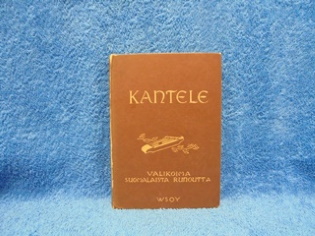 KANTELE
VALIKOIMA
SUOMALAISTA RUNOUTTA
WSOY